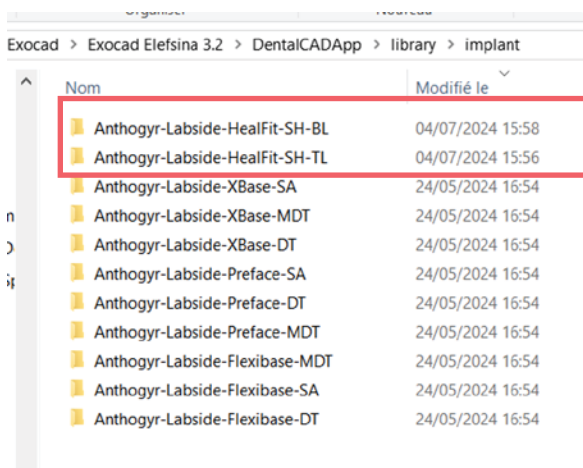 Exocad > Exocad Elefsina 3.2 > DentalCADApp > library > implant
Nom Modifié le
Anthogyr-Labside-HealFit-SH-BL 04/07/2024 15:58
Anthogyr-Labside-HealFit-SH-TL 04/07/2024 15:56
Anthogyr-Labside-XBase-SA 24/05/2024 16:54
Anthogyr-Labside-XBase-MDT 24/05/2024 16:54
Anthogyr-Labside-XBase-DT 24/05/2024 16:54
Anthogyr-Labside-Preface-SA 24/05/2024 16:54
Anthogyr-Labside-Preface-DT 24/05/2024 16:54
Anthogyr-Labside-Preface-MDT 24/05/2024 16:54
Anthogyr-Labside-Flexibase-MDT 24/05/2024 16:54
Anthogyr-Labside-Flexibase-SA 24/05/2024 16:54
Anthogyr-Labside-Flexibase-DT 24/05/2024 16:54